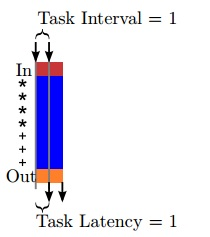 Task Interval = 1
In
*
*
*
*
+
+
+
Out
Task Latency = 1